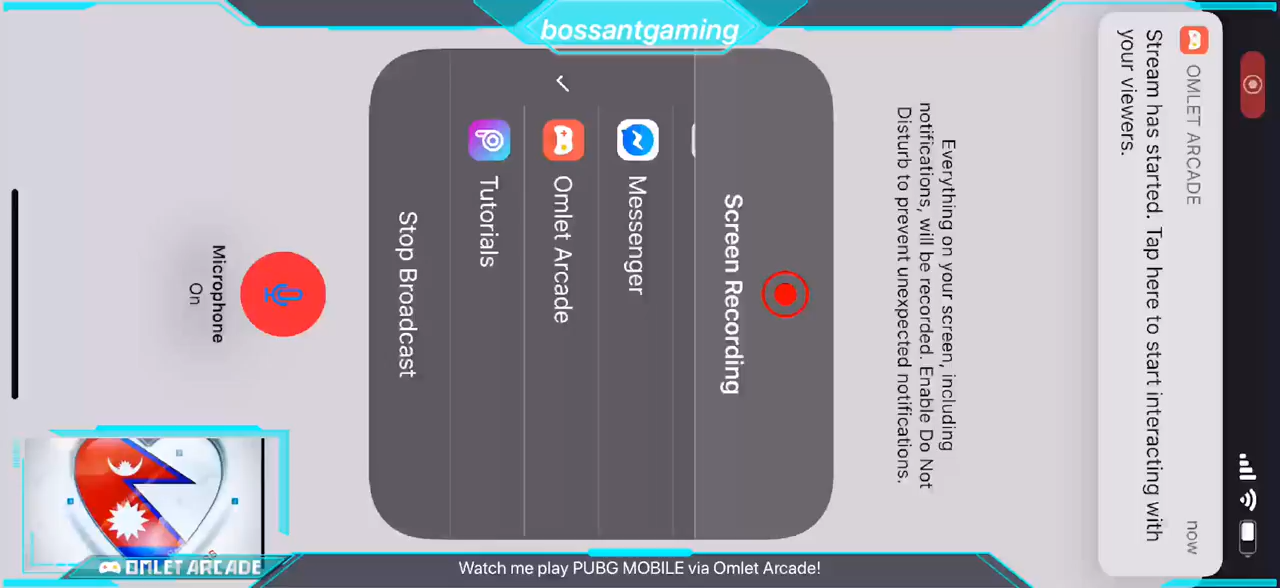 bossantgaming
OMLET ARCADE
now
Stream has started. Tap here to start interacting with
your viewers.
Everything on your screen, including
notifications, will be recorded. Enable Do Not
Disturb to prevent unexpected notifications.
Screen Recording
Messenger
Omlet Arcade
Tutorials
Stop Broadcast
Microphone
On
OMLET ARCADE
Watch me play PUBG MOBILE via Omlet Arcade!